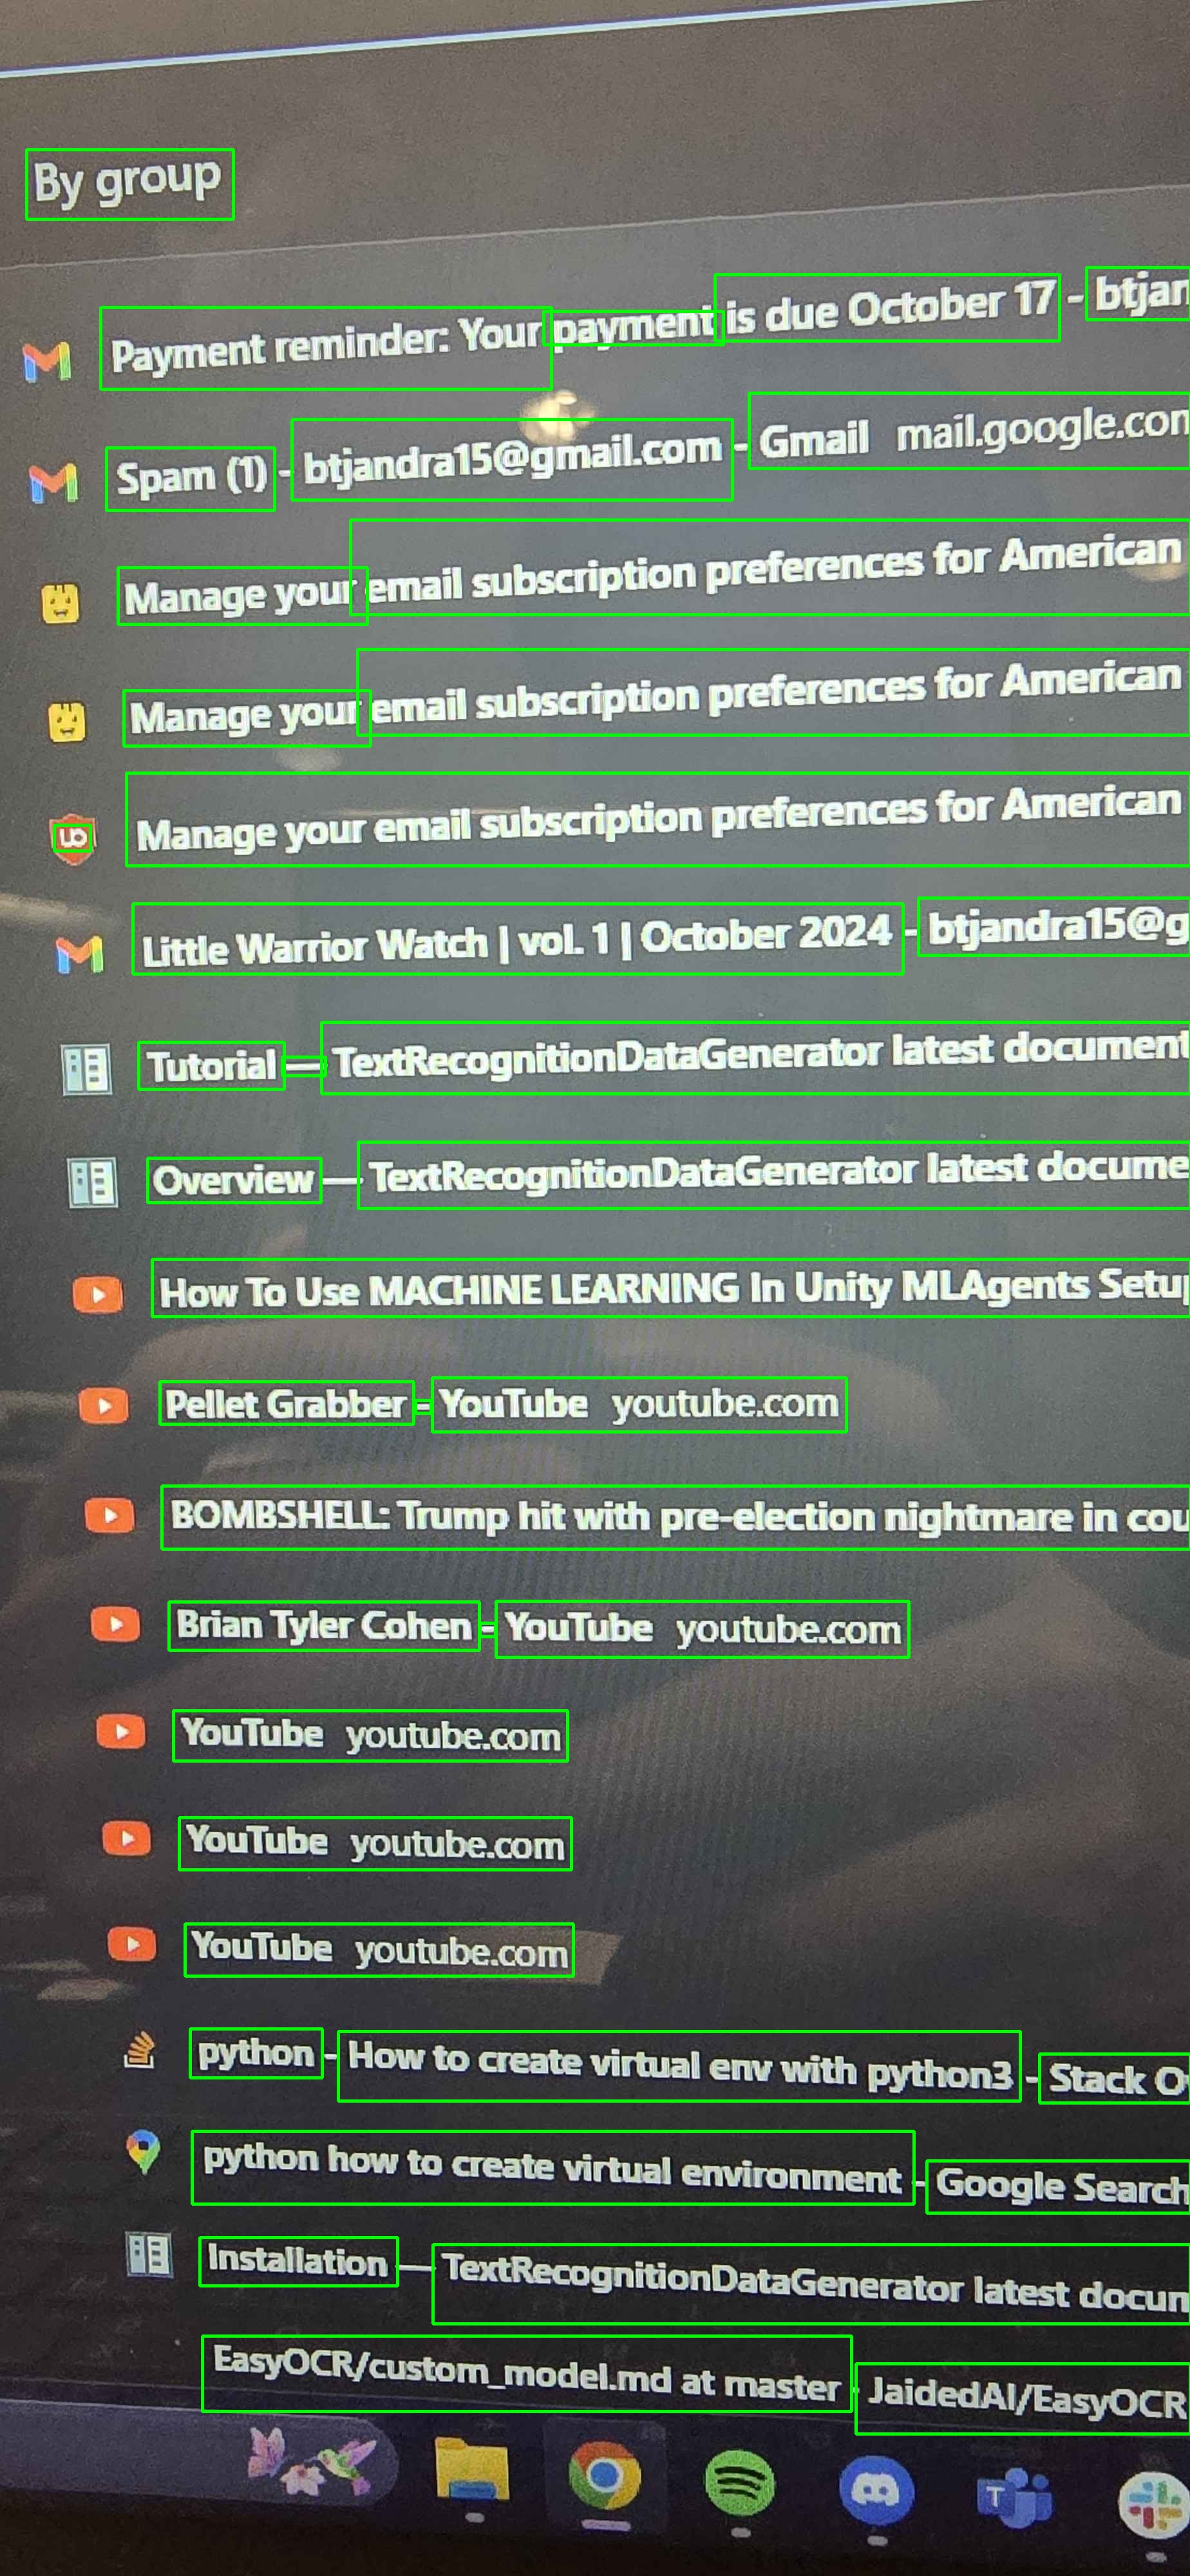 By group
Payment reminder: Your payment is due October 17 - btjan
Spam (1) - btjandra15@gmail.com - Gmail mail.google.com
Manage your email subscription preferences for American
Manage your email subscription preferences for American
Manage your email subscription preferences for American
Little Warrior Watch | vol. 1 | October 2024 - btjandra15@g
Tutorial — TextRecognitionDataGenerator latest document
Overview — TextRecognitionDataGenerator latest docume
How To Use MACHINE LEARNING In Unity MLAgents Setup
Pellet Grabber - YouTube youtube.com
BOMBSHELL: Trump hit with pre-election nightmare in cou
Brian Tyler Cohen - YouTube youtube.com
YouTube youtube.com
YouTube youtube.com
YouTube youtube.com
python - How to create virtual env with python3 - Stack O
python how to create virtual environment - Google Search
Installation — TextRecognitionDataGenerator latest docum
EasyOCR/custom_model.md at master · JaidedAI/EasyOCR